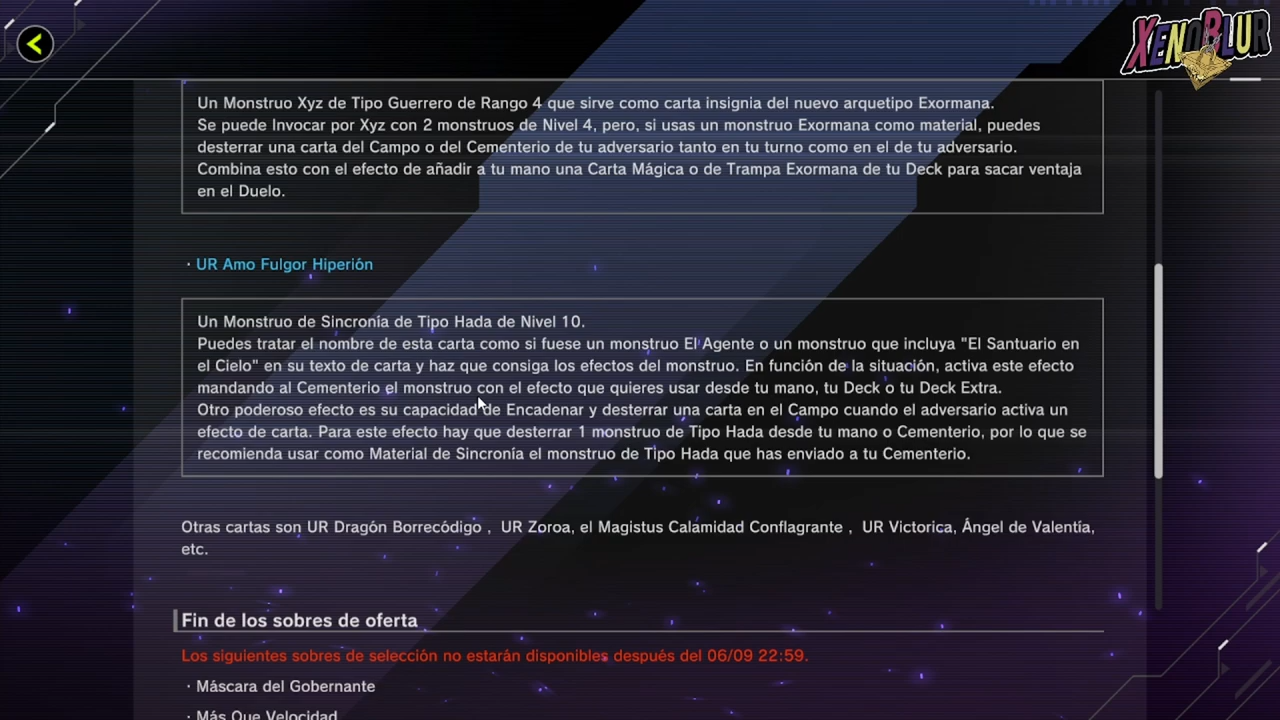 XENOBLUR
Un Monstruo Xyz de Tipo Guerrero de Rango 4 que sirve como carta insignia del nuevo arquetipo Exormana.
Se puede Invocar por Xyz con 2 monstruos de Nivel 4, pero, si usas un monstruo Exormana como material, puedes
desterrar una carta del Campo o del Cementerio de tu adversario tanto en tu turno como en el de tu adversario.
Combina esto con el efecto de añadir a tu mano una Carta Mágica o de Trampa Exormana de tu Deck para sacar ventaja
en el Duelo.
· UR Amo Fulgor Hiperión
Un Monstruo de Sincronía de Tipo Hada de Nivel 10.
Puedes tratar el nombre de esta carta como si fuese un monstruo El Agente o un monstruo que incluya "El Santuario en
el Cielo" en su texto de carta y haz que consiga los efectos del monstruo. En función de la situación, activa este efecto
mandando al Cementerio el monstruo con el efecto que quieres usar desde tu mano, tu Deck o tu Deck Extra.
Otro poderoso efecto es su capacidad de Encadenar y desterrar una carta en el Campo cuando el adversario activa un
efecto de carta. Para este efecto hay que desterrar 1 monstruo de Tipo Hada desde tu mano o Cementerio, por lo que se
recomienda usar como Material de Sincronía el monstruo de Tipo Hada que has enviado a tu Cementerio.
Otras cartas son UR Dragón Borrecódigo , UR Zoroa, el Magistus Calamidad Conflagrante , UR Victorica, Ángel de Valentía,
etc.
Fin de los sobres de oferta
Los siguientes sobres de selección no estarán disponibles después del 06/09 22:59.
· Máscara del Gobernante
· Más Que Velocidad